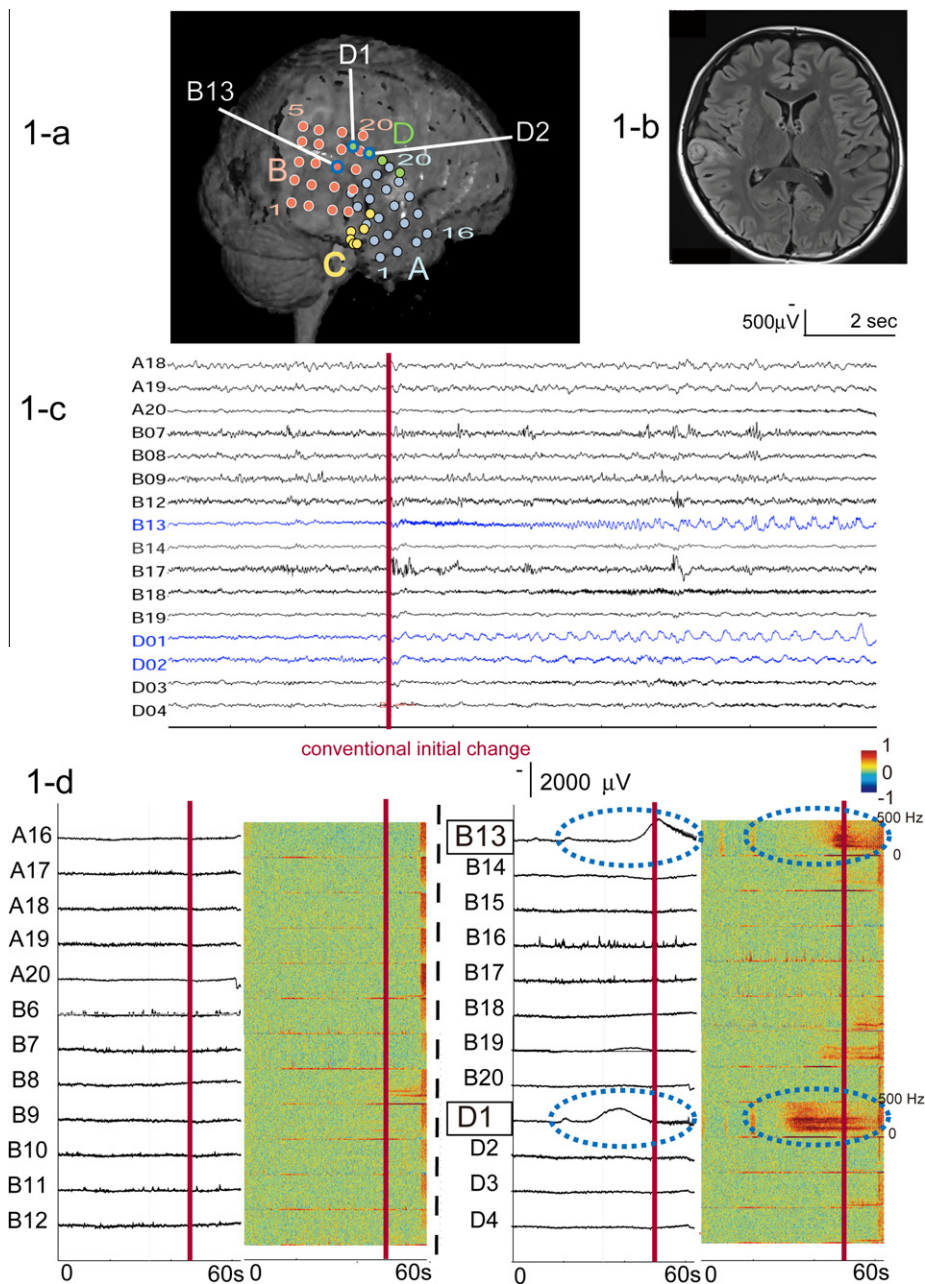 1-a
D1
B13
D2
5
20
D
20
B
1
16
C
1
A
1-b
-
500µV
2 sec
1-c
A18
A19
A20
B07
B08
B09
B12
B13
B14
B17
B18
B19
D01
D02
D03
D04
conventional initial change
1-d
-
2000 µV
1
0
-1
A16
A17
A18
A19
A20
B6
B7
B8
B9
B10
B11
B12
0
60s
0
60s
B13
B14
B15
B16
B17
B18
B19
B20
D1
D2
D3
D4
500 Hz
0
500 Hz
0
0
60s
0
60s